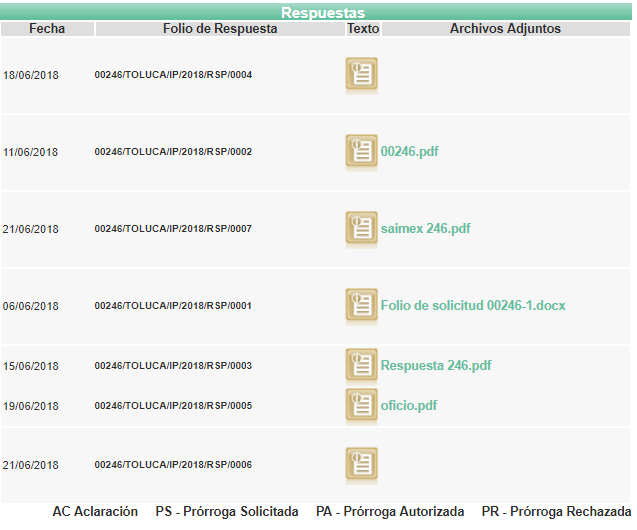 Respuestas
Fecha Folio de Respuesta Texto Archivos Adjuntos
18/06/2018 00246/TOLUCA/IP/2018/RSP/0004
11/06/2018 00246/TOLUCA/IP/2018/RSP/0002 00246.pdf
21/06/2018 00246/TOLUCA/IP/2018/RSP/0007 saimex 246.pdf
06/06/2018 00246/TOLUCA/IP/2018/RSP/0001 Folio de solicitud 00246-1.docx
15/06/2018 00246/TOLUCA/IP/2018/RSP/0003 Respuesta 246.pdf
19/06/2018 00246/TOLUCA/IP/2018/RSP/0005 oficio.pdf
21/06/2018 00246/TOLUCA/IP/2018/RSP/0006
AC Aclaración PS - Prórroga Solicitada PA - Prórroga Autorizada PR - Prórroga Rechazada